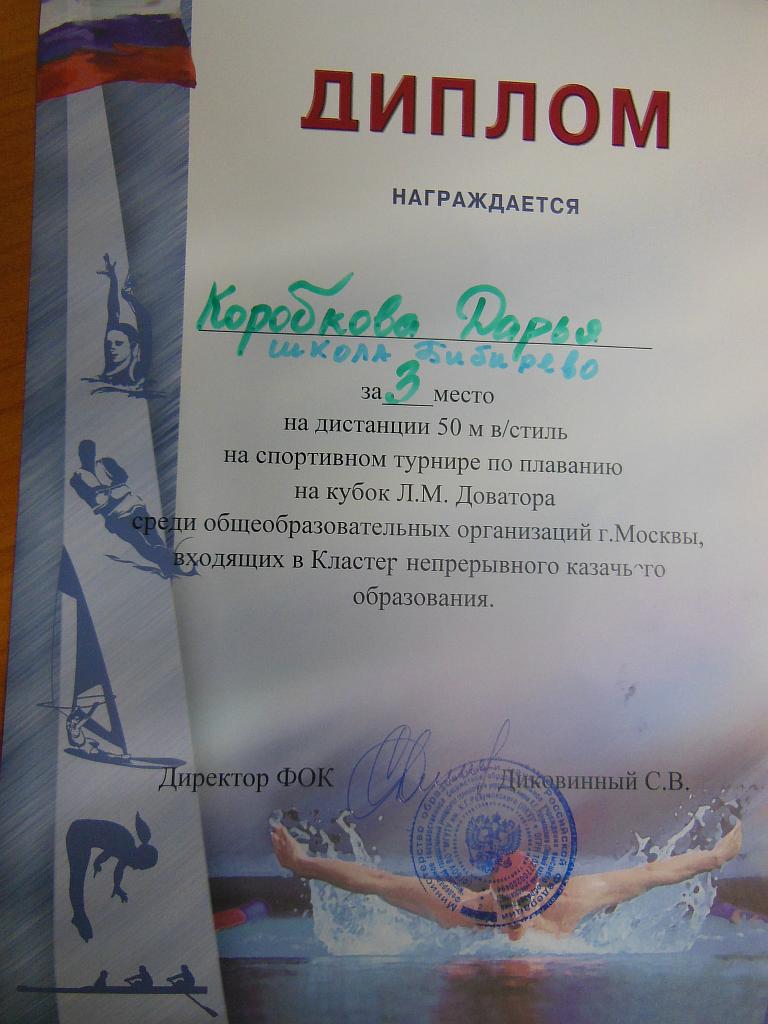 ДИПЛОМ
НАГРАЖДАЕТСЯ
Коробкова Дарья
школа Бибирево
за 3 место
на дистанции 50 м в/стиль
на спортивном турнире по плаванию
на кубок Л.М. Доватора
среди общеобразовательных организаций г.Москвы,
входящих в Кластер непрерывного казачьего
образования.
Директор ФОК Диковинный С.В.